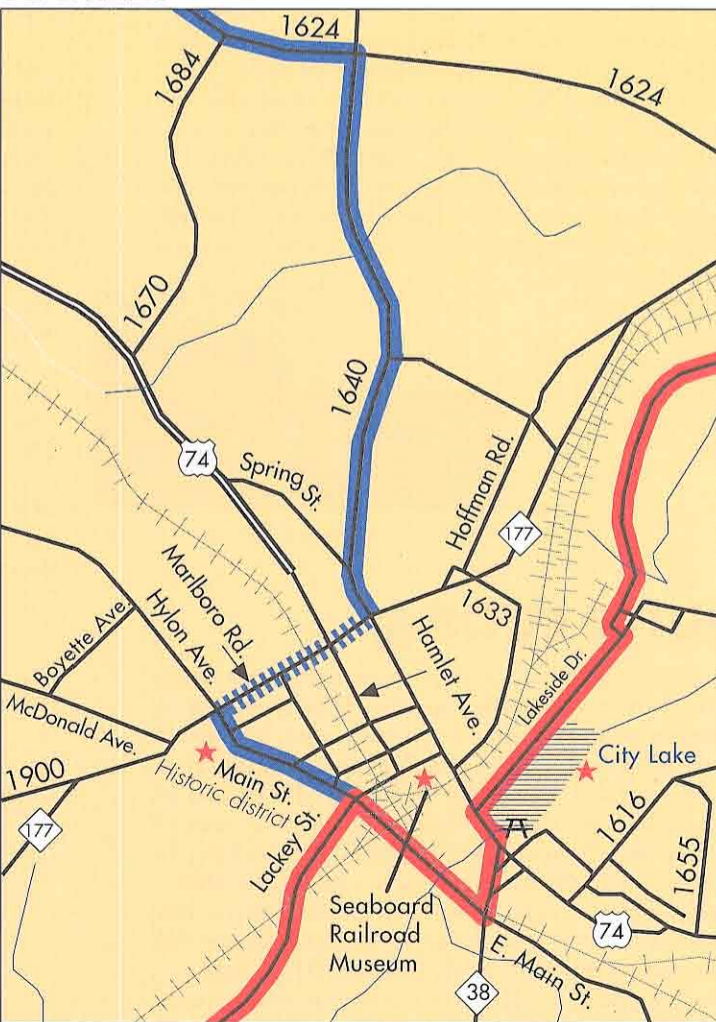 1624
1684
1624
1670
1640
74
Spring St.
Hoffman Rd.
177
Marlboro Rd.
Hylon Ave.
1633
Boyette Ave.
Hamlet Ave.
Lakeside Dr.
McDonald Ave.
City Lake
1900
Main St.
Historic district
177
Lackey St.
1616
1655
Seaboard
Railroad
Museum
74
E. Main St.
38